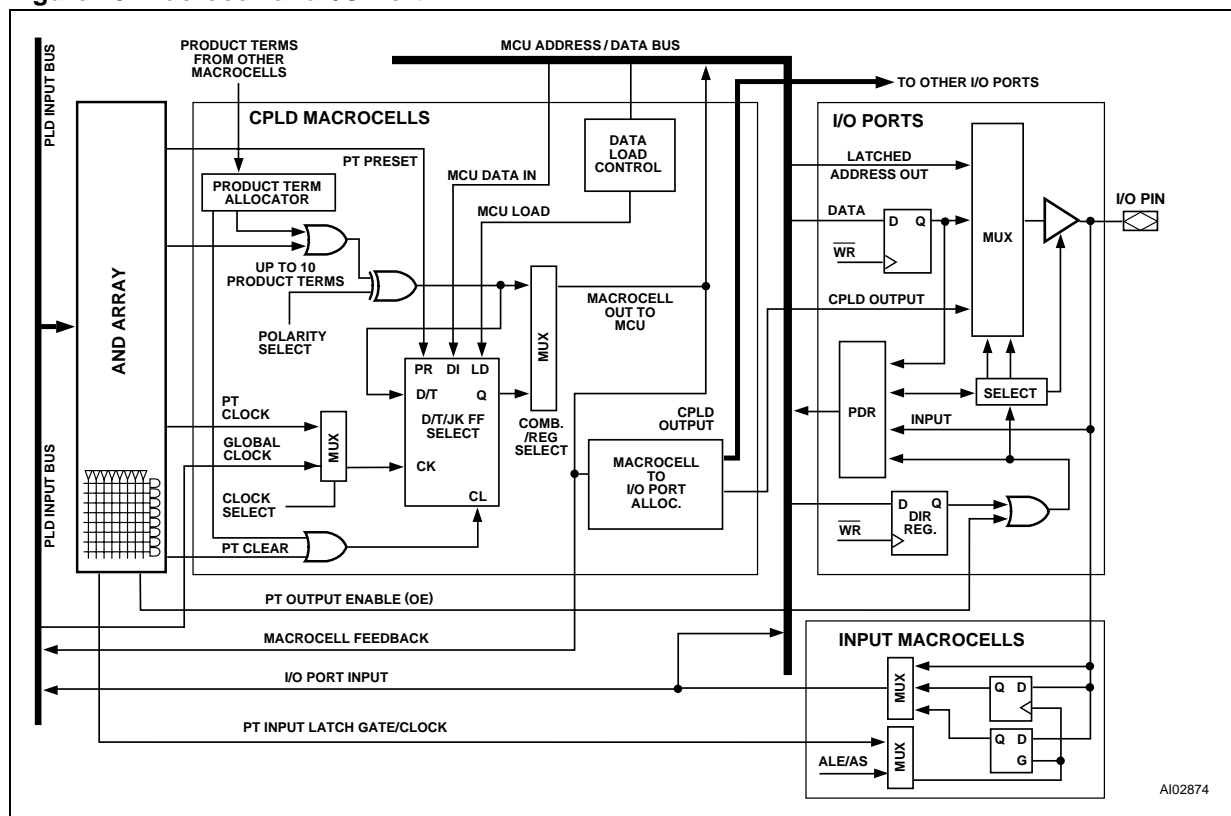 PLD INPUT BUS
PRODUCT TERMS
FROM OTHER
MACROCELLS
MCU ADDRESS / DATA BUS
TO OTHER I/O PORTS
CPLD MACROCELLS
I/O PORTS
AND ARRAY
PT PRESET
MCU DATA IN
MCU LOAD
DATA
LOAD
CONTROL
LATCHED
ADDRESS OUT
I/O PIN
PRODUCT TERM
ALLOCATOR
DATA
D Q
WR
MUX
UP TO 10
PRODUCT TERMS
POLARITY
SELECT
MUX
MACROCELL
OUT TO
MCU
CPLD OUTPUT
PR DI LD
D/T Q
D/T/JK FF
SELECT
CK
CL
COMB.
/REG
SELECT
CPLD
OUTPUT
PDR
SELECT
INPUT
PLD INPUT BUS
PT
CLOCK
GLOBAL
CLOCK
MUX
CLOCK
SELECT
PT CLEAR
MACROCELL
TO
I/O PORT
ALLOC.
D Q
DIR
REG.
WR
PT OUTPUT ENABLE (OE)
MACROCELL FEEDBACK
INPUT MACROCELLS
I/O PORT INPUT
MUX
Q D
PT INPUT LATCH GATE/CLOCK
Q D
G
MUX
ALE/AS
AI02874